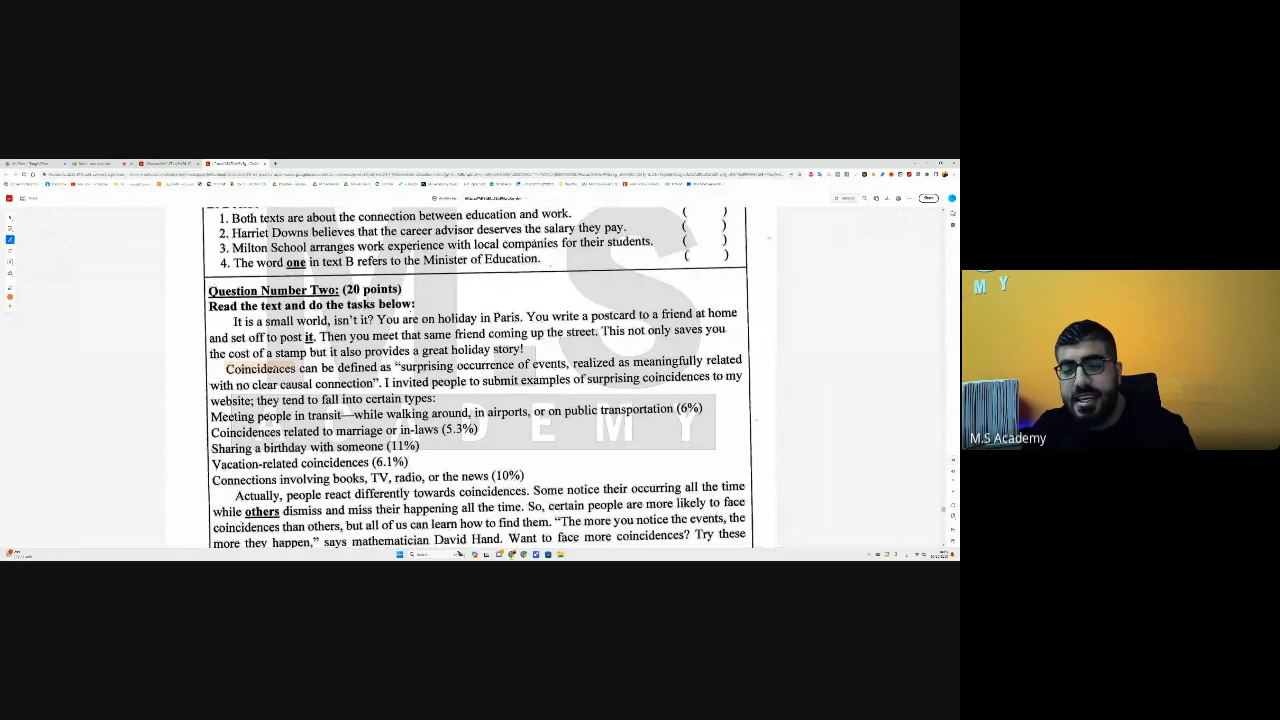 1. Both texts are about the connection between education and work. ( )
2. Harriet Downs believes that the career advisor deserves the salary they pay. ( )
3. Milton School arranges work experience with local companies for their students. ( )
4. The word one in text B refers to the Minister of Education. ( )
Question Number Two: (20 points)
Read the text and do the tasks below:
It is a small world, isn't it? You are on holiday in Paris. You write a postcard to a friend at home
and set off to post it. Then you meet that same friend coming up the street. This not only saves you
the cost of a stamp but it also provides a great holiday story!
Coincidences can be defined as "surprising occurrence of events, realized as meaningfully related
with no clear causal connection". I invited people to submit examples of surprising coincidences to my
website; they tend to fall into certain types:
Meeting people in transit—while walking around, in airports, or on public transportation (6%)
Coincidences related to marriage or in-laws (5.3%)
Sharing a birthday with someone (11%)
Vacation-related coincidences (6.1%)
Connections involving books, TV, radio, or the news (10%)
Actually, people react differently towards coincidences. Some notice their occurring all the time
while others dismiss and miss their happening all the time. So, certain people are more likely to face
coincidences than others, but all of us can learn how to find them. "The more you notice the events, the
more they happen," says mathematician David Hand. Want to face more coincidences? Try these
MLS
ACADEMY
Share
Search
M Y
M.S Academy